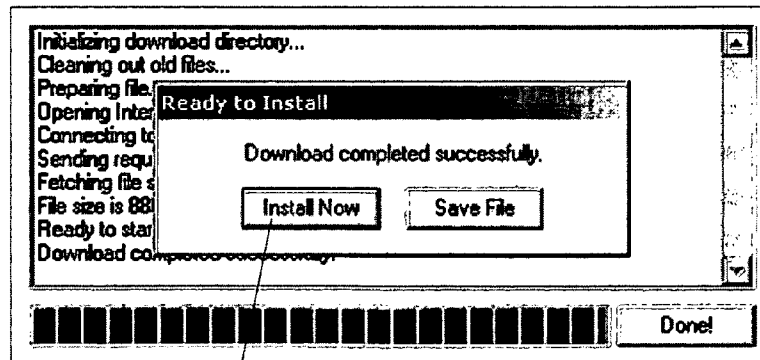 Initializing download directory...
Cleaning out old files...
Preparing file.
Opening Inter
Connecting to
Sending requ
Fetching file s
File size is 88
Ready to star
Download completed successfully.
Ready to Install
Download completed successfully.
Install Now
Save File
Done!